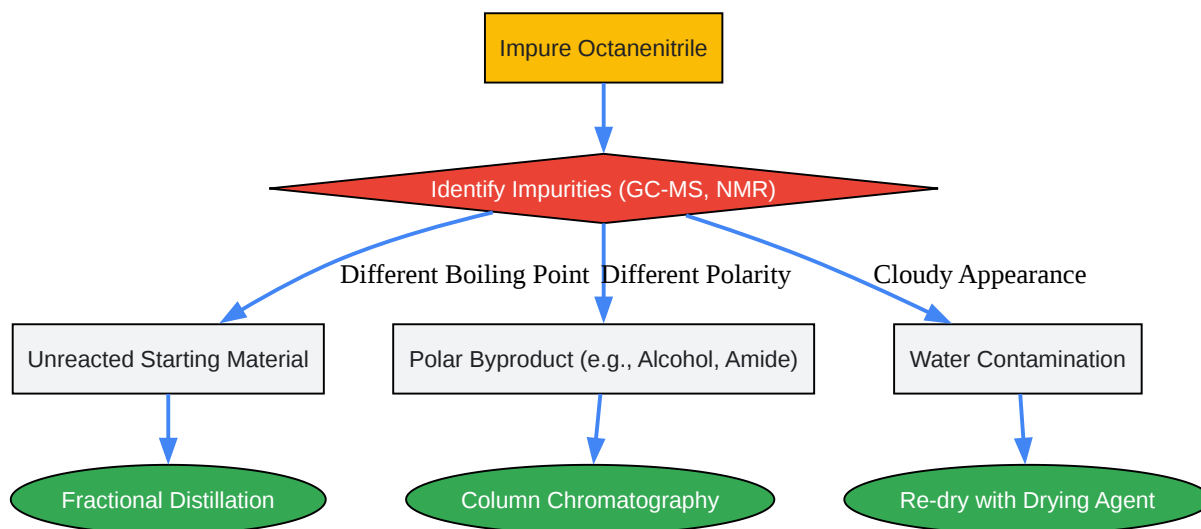 Impure Octanenitrile
Identify Impurities (GC-MS, NMR)
Different Boiling Point
Different Polarity
Cloudy Appearance
Unreacted Starting Material
Polar Byproduct (e.g., Alcohol, Amide)
Water Contamination
Fractional Distillation
Column Chromatography
Re-dry with Drying Agent